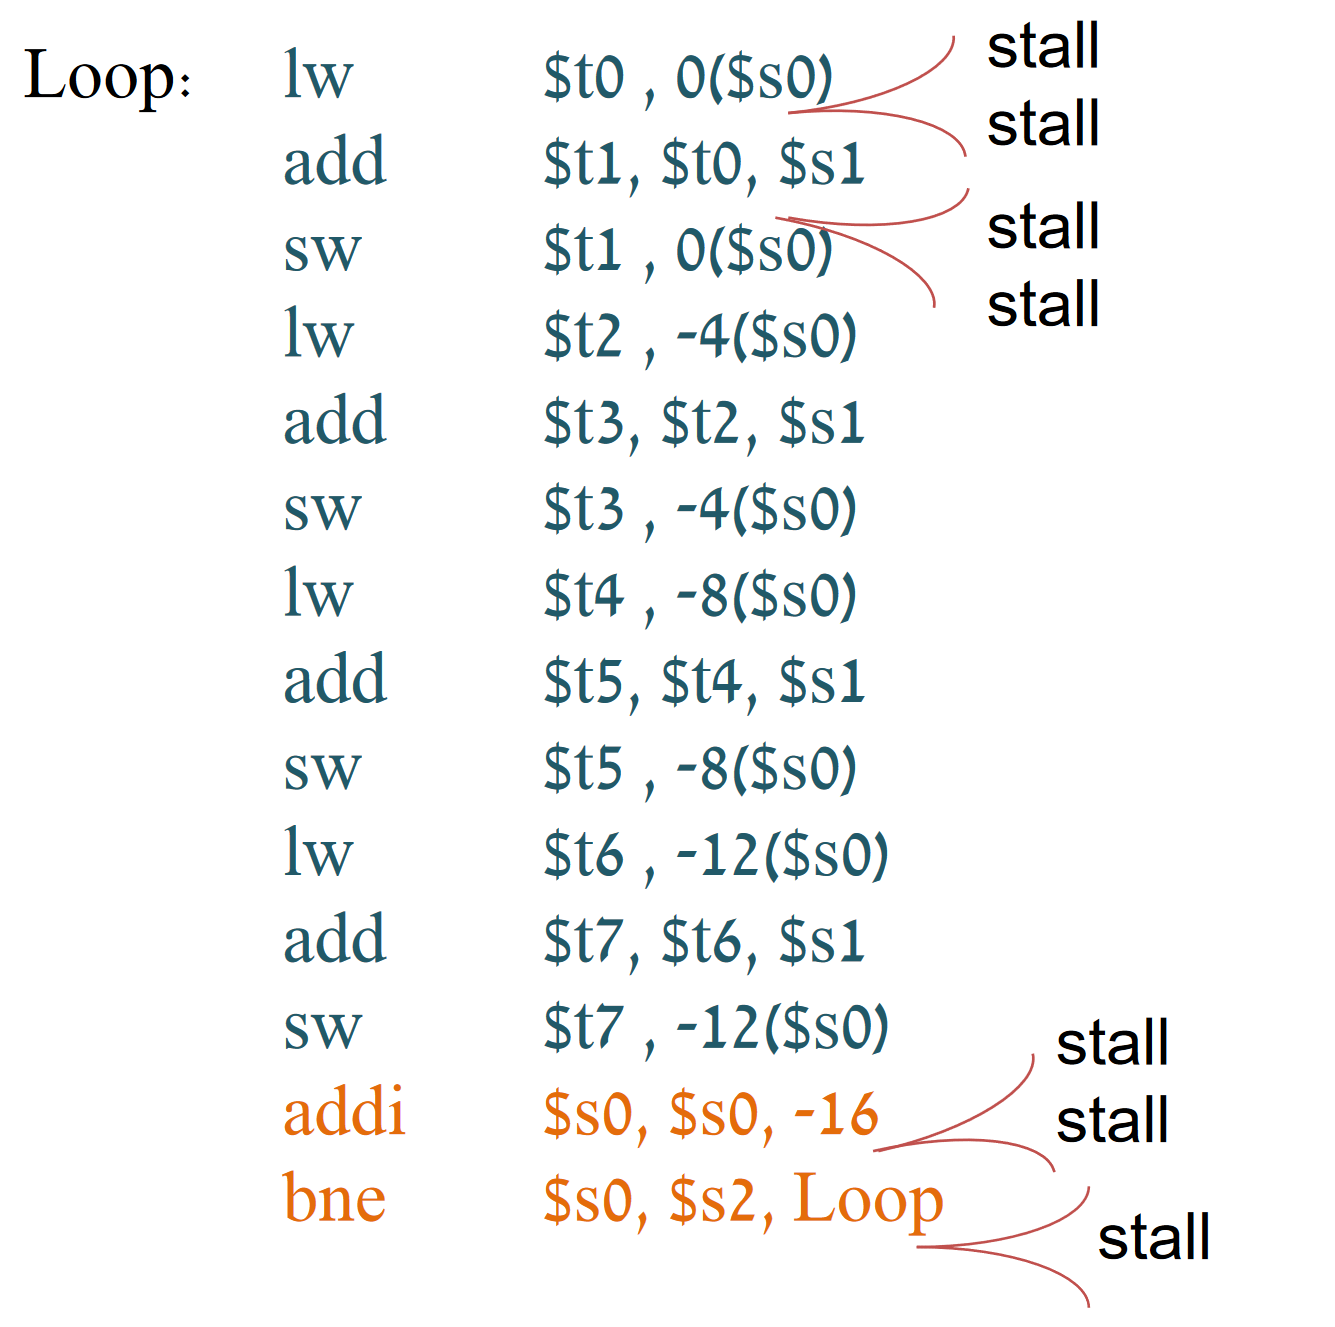 Loop: lw $t0 , 0($s0) stall
stall
add $t1, $t0, $s1
stall
sw $t1 , 0($s0)
stall
lw $t2 , -4($s0)
add $t3, $t2, $s1
sw $t3 , -4($s0)
lw $t4 , -8($s0)
add $t5, $t4, $s1
sw $t5 , -8($s0)
lw $t6 , -12($s0)
add $t7, $t6, $s1
sw $t7 , -12($s0) stall
addi $s0, $s0, -16 stall
bne $s0, $s2, Loop
stall